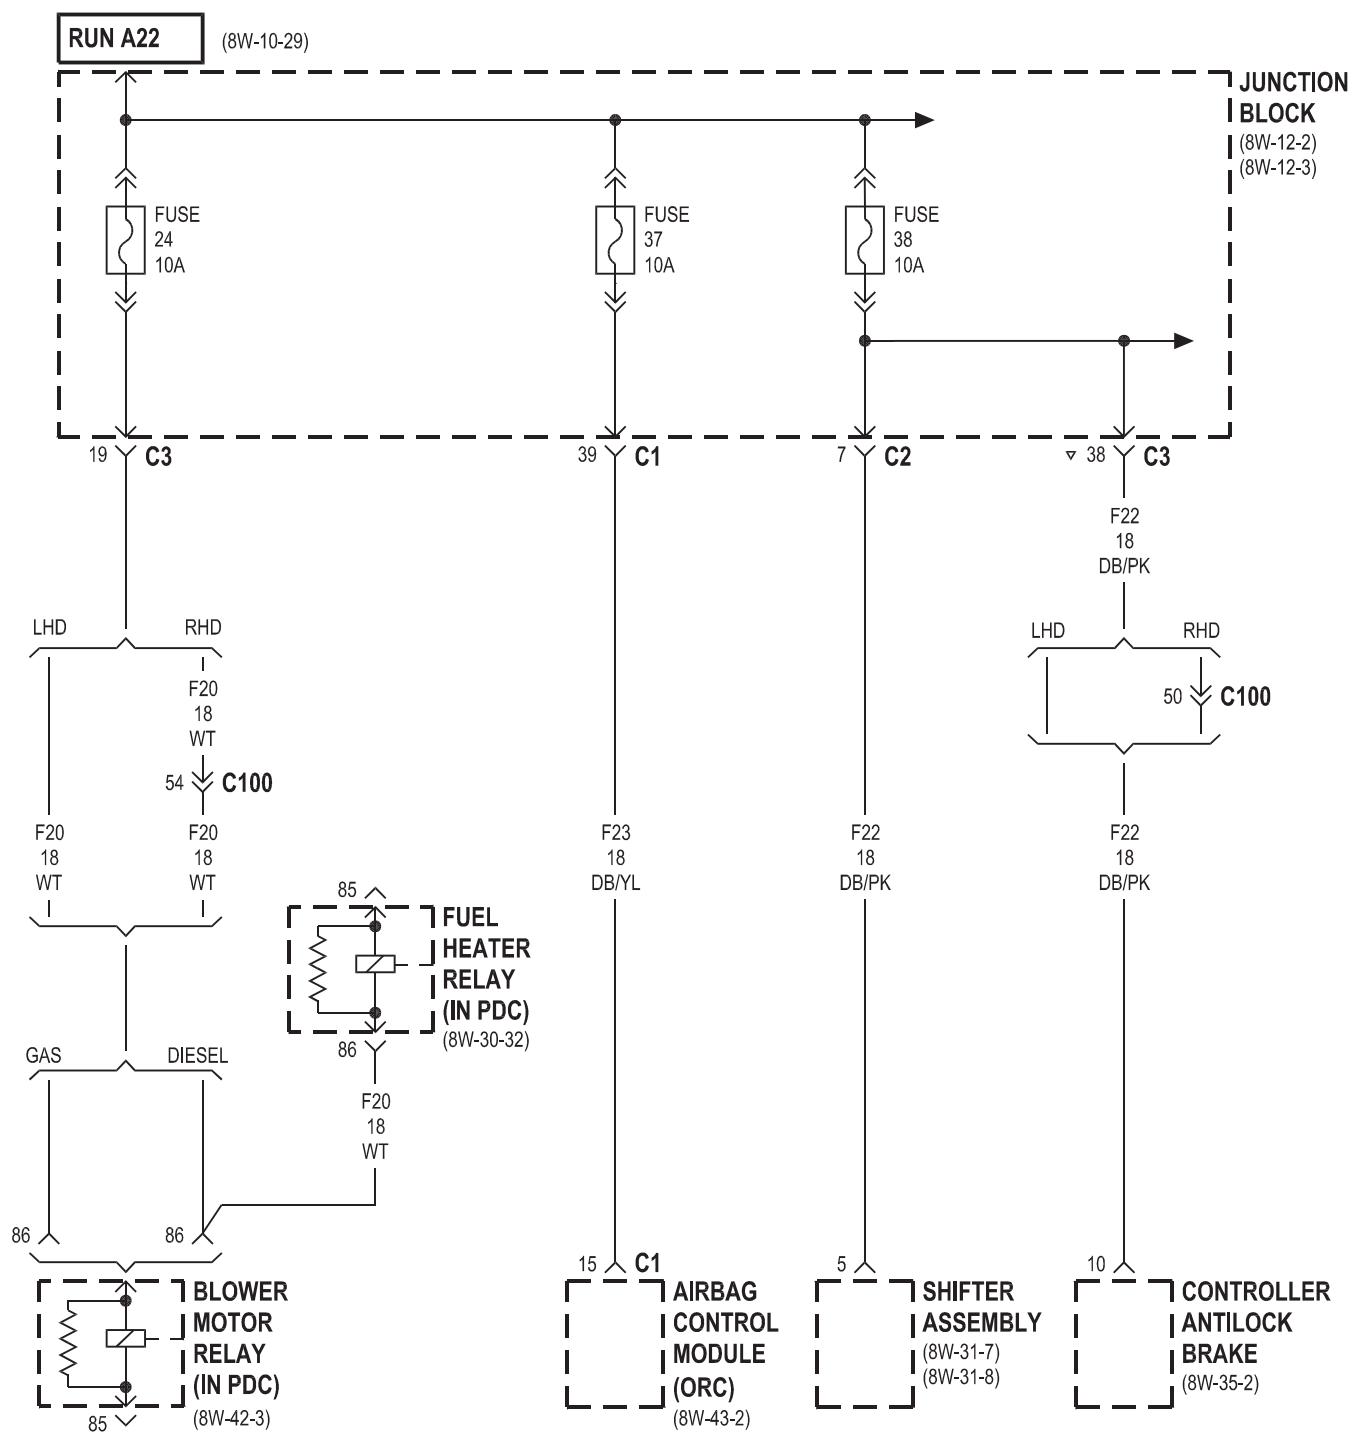 RUN A22
(8W-10-29)
JUNCTION
BLOCK
(8W-12-2)
(8W-12-3)
FUSE
24
10A
FUSE
37
10A
FUSE
38
10A
19
C3
39
C1
7
C2
38
C3
F22
18
DB/PK
LHD
RHD
F20
18
WT
54
C100
LHD
RHD
50
C100
F20
18
WT
F20
18
WT
F23
18
DB/YL
F22
18
DB/PK
F22
18
DB/PK
85
FUEL
HEATER
RELAY
(IN PDC)
(8W-30-32)
86
GAS
DIESEL
F20
18
WT
86
86
BLOWER
MOTOR
RELAY
(IN PDC)
(8W-42-3)
85
15
C1
AIRBAG
CONTROL
MODULE
(ORC)
(8W-43-2)
5
SHIFTER
ASSEMBLY
(8W-31-7)
(8W-31-8)
10
CONTROLLER
ANTILOCK
BRAKE
(8W-35-2)